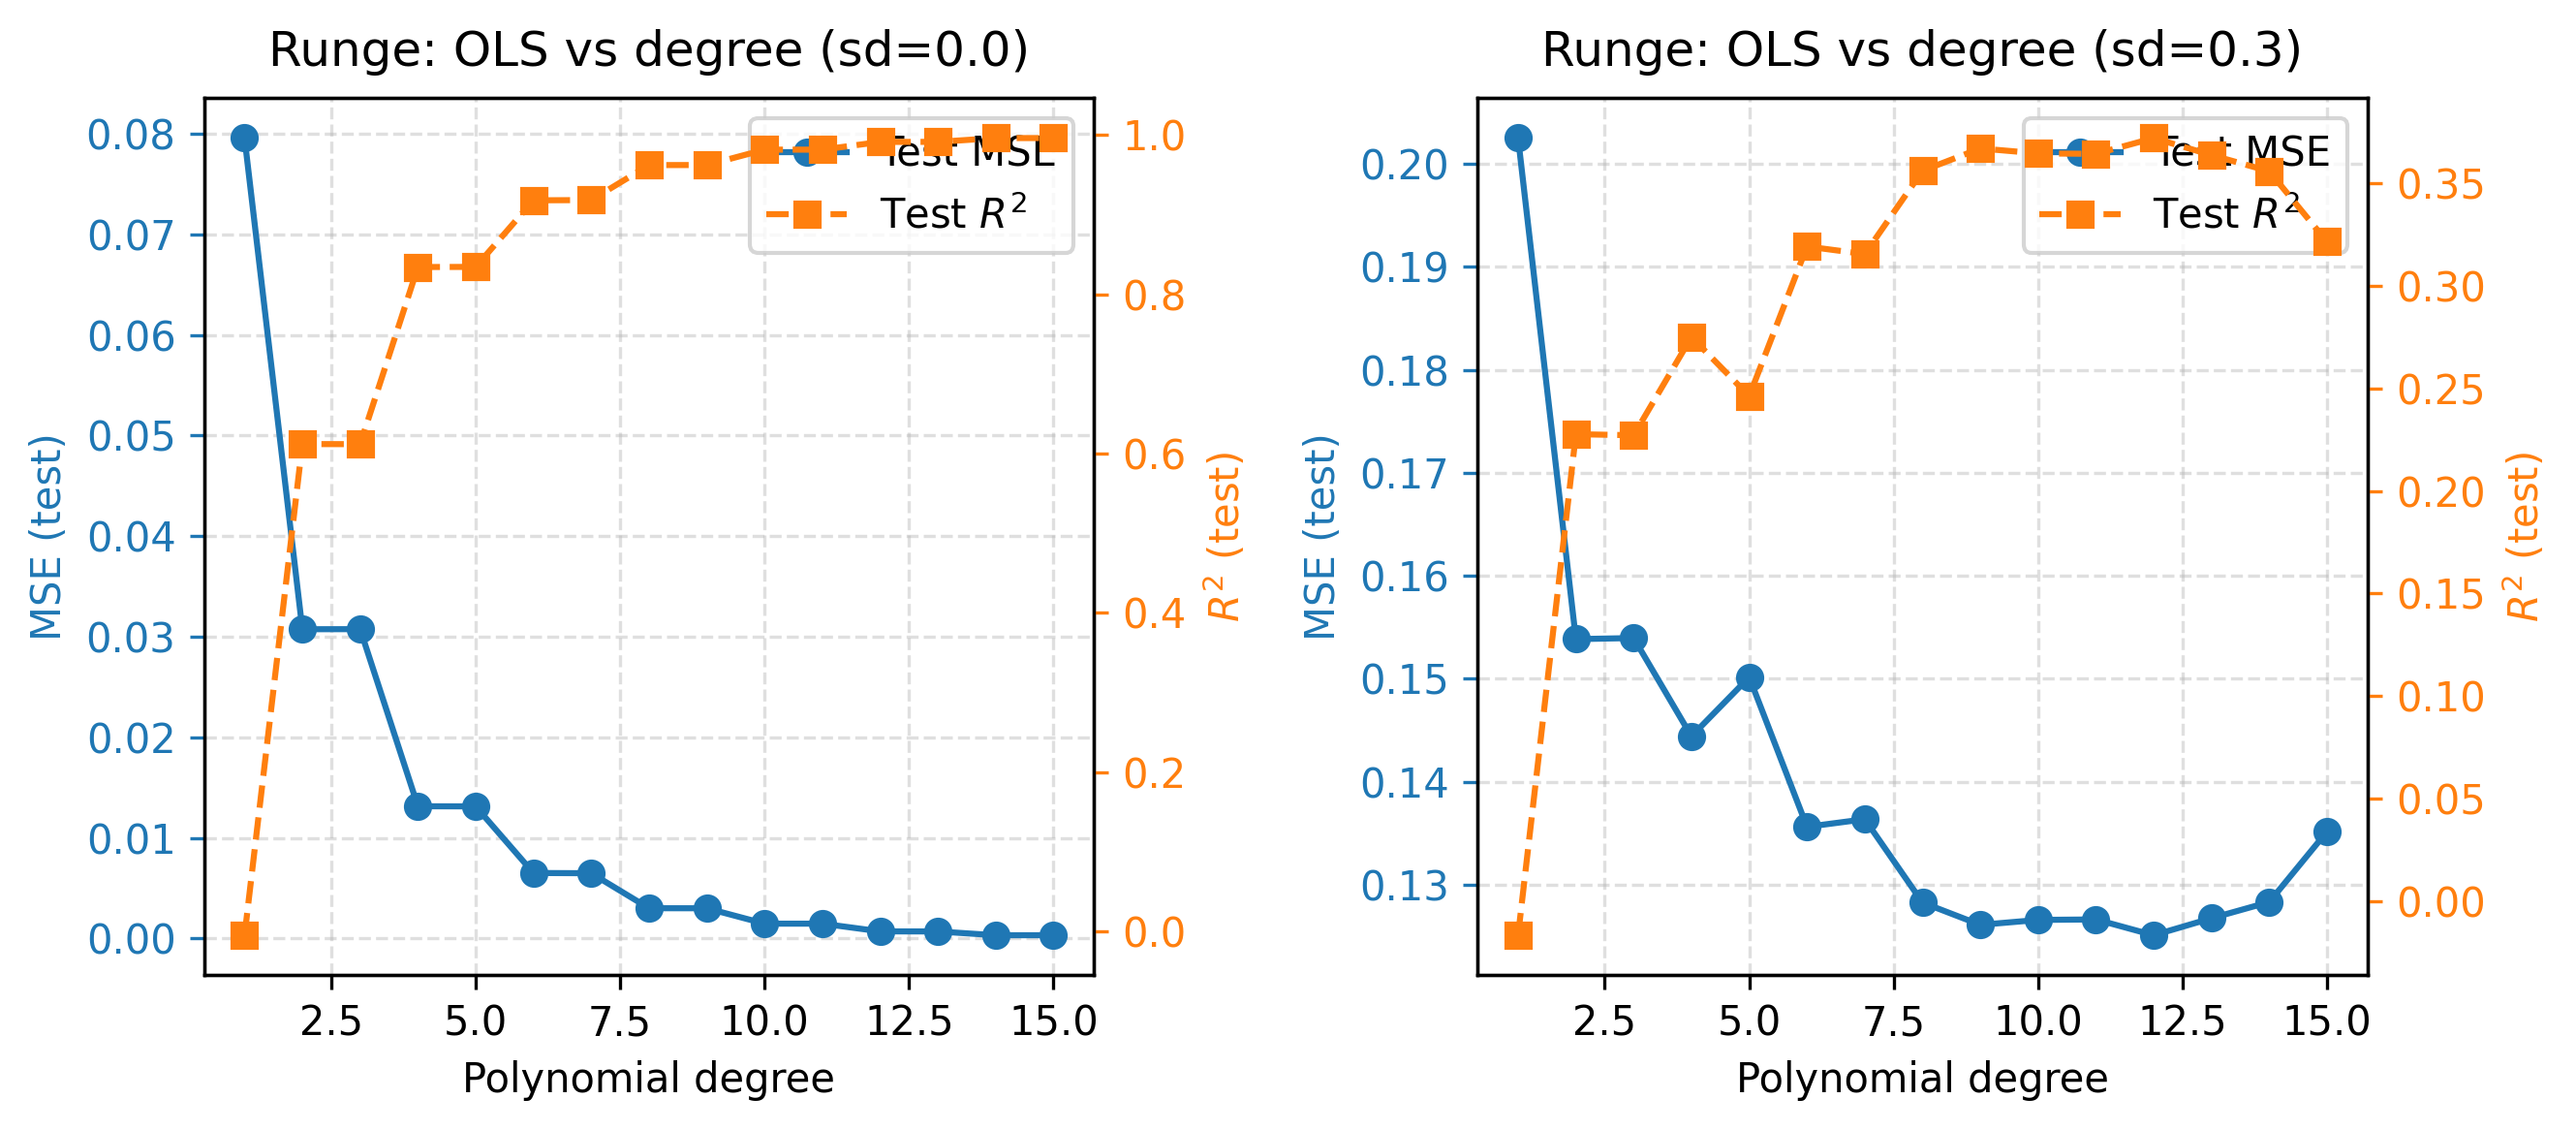 Runge: OLS vs degree (sd=0.0)
0.08
0.07
0.06
0.05
0.04
0.03
0.02
0.01
0.00
MSE (test)
Test MSE
Test R²
1.0
0.8
0.6
0.4
0.2
0.0
R² (test)
2.5 5.0 7.5 10.0 12.5 15.0
Polynomial degree
Runge: OLS vs degree (sd=0.3)
0.20
0.19
0.18
0.17
0.16
0.15
0.14
0.13
MSE (test)
Test MSE
Test R²
0.35
0.30
0.25
0.20
0.15
0.10
0.05
0.00
R² (test)
2.5 5.0 7.5 10.0 12.5 15.0
Polynomial degree